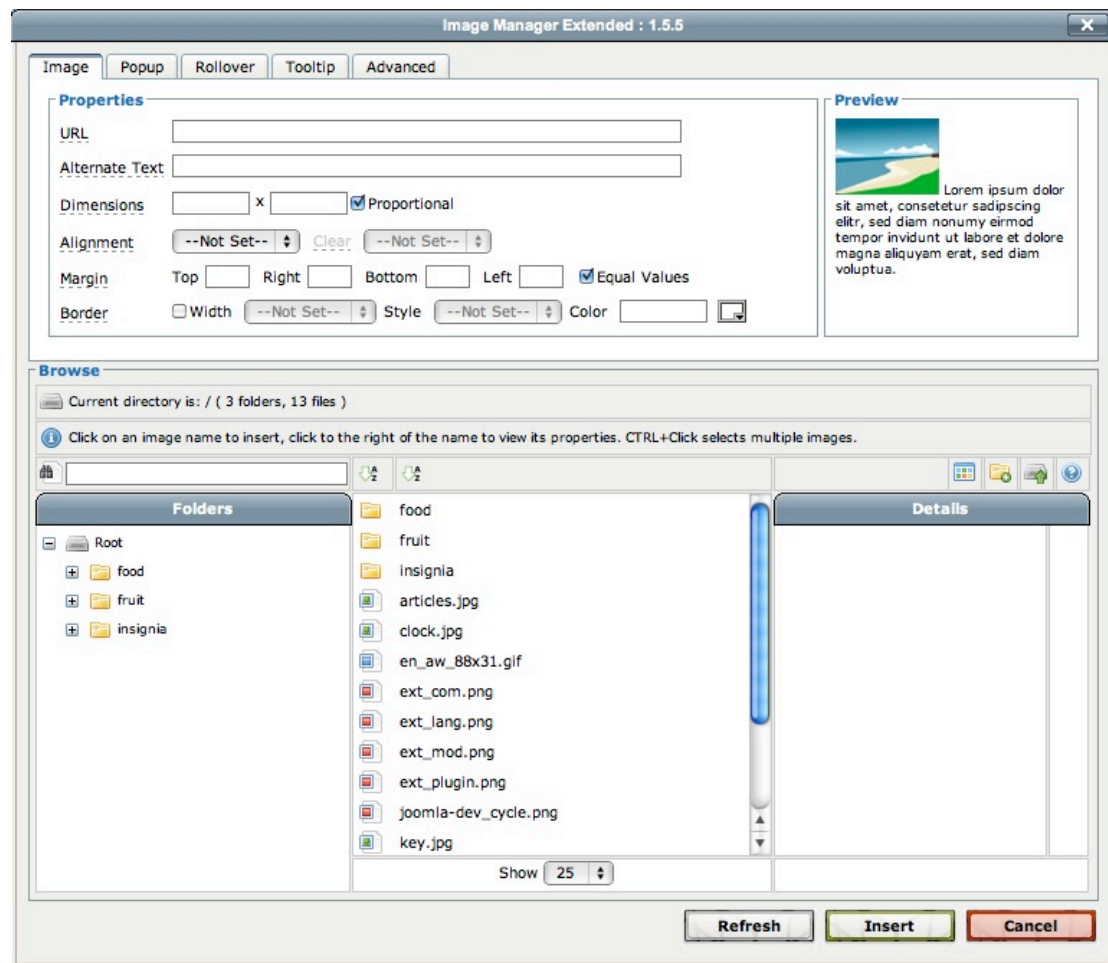 Image Manager Extended : 1.5.5
Image Popup Rollover Tooltip Advanced
Properties
URL
Alternate Text
Dimensions x Proportional
Alignment --Not Set-- Clear --Not Set--
Margin Top Right Bottom Left Equal Values
Border Width --Not Set-- Style --Not Set-- Color
Preview
Lorem ipsum dolor
sit amet, consetetur sadipscing
elitr, sed diam nonumy eirmod
tempor invidunt ut labore et dolore
magna aliquyam erat, sed diam
voluptua.
Browse
Current directory is: / ( 3 folders, 13 files )
Click on an image name to insert, click to the right of the name to view its properties. CTRL+Click selects multiple images.
Folders
Root
food
fruit
insignia
food
fruit
insignia
articles.jpg
clock.jpg
en_aw_88x31.gif
ext_com.png
ext_lang.png
ext_mod.png
ext_plugin.png
joomla-dev_cycle.png
key.jpg
Show 25
Details
Refresh Insert Cancel